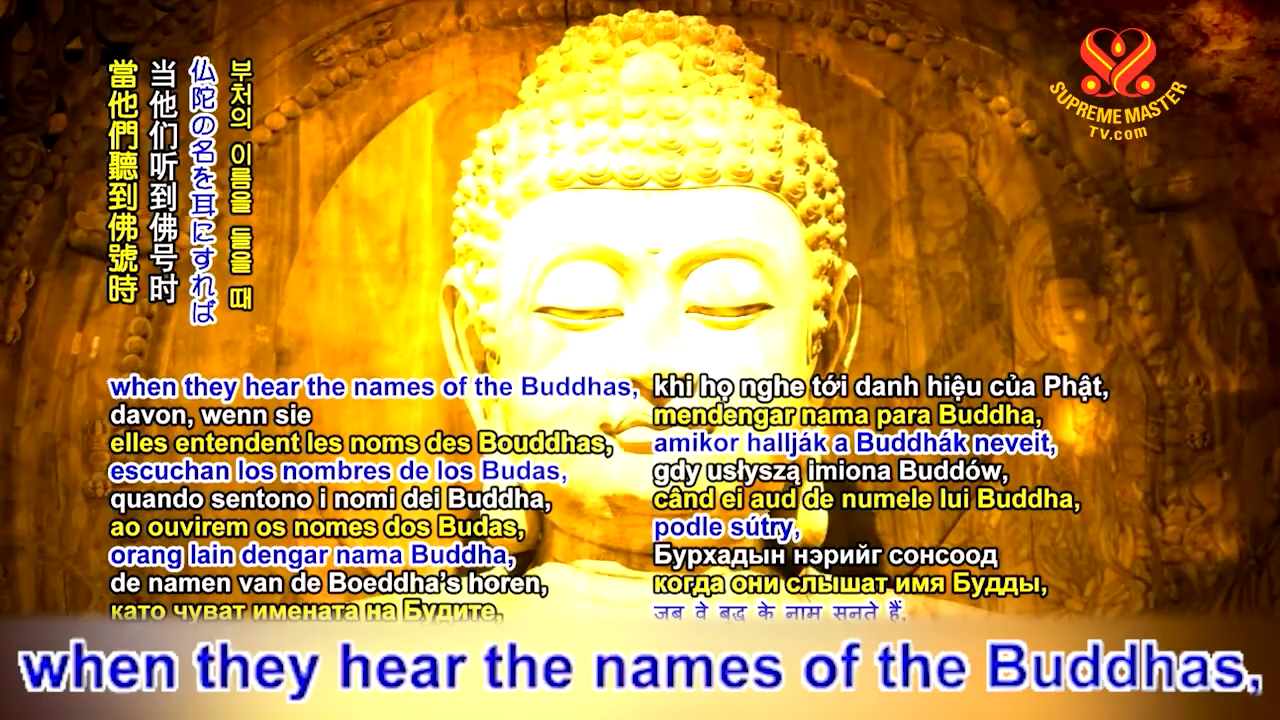 當他們聽到佛號時
当他们听到佛号时
仏陀の名を耳にすれば
부처의 이름을 들을 때
SUPREME MASTER
TV.com
when they hear the names of the Buddhas,
davon, wenn sie
elles entendent les noms des Bouddhas,
escuchan los nombres de los Budas,
quando sentono i nomi dei Buddha,
ao ouvirem os nomes dos Budas,
orang lain dengar nama Buddha,
de namen van de Boeddha's horen,
като чуват имената на Будите,
khi họ nghe tới danh hiệu của Phật,
mendengar nama para Buddha,
amikor hallják a Buddhák neveit,
gdy usłyszą imiona Buddów,
când ei aud de numele lui Buddha,
podle sútry,
Бурхадын нэрийг сонсоод
когда они слышат имя Будды,
जब वे बुद्ध के नाम सुनते हैं,
when they hear the names of the Buddhas,